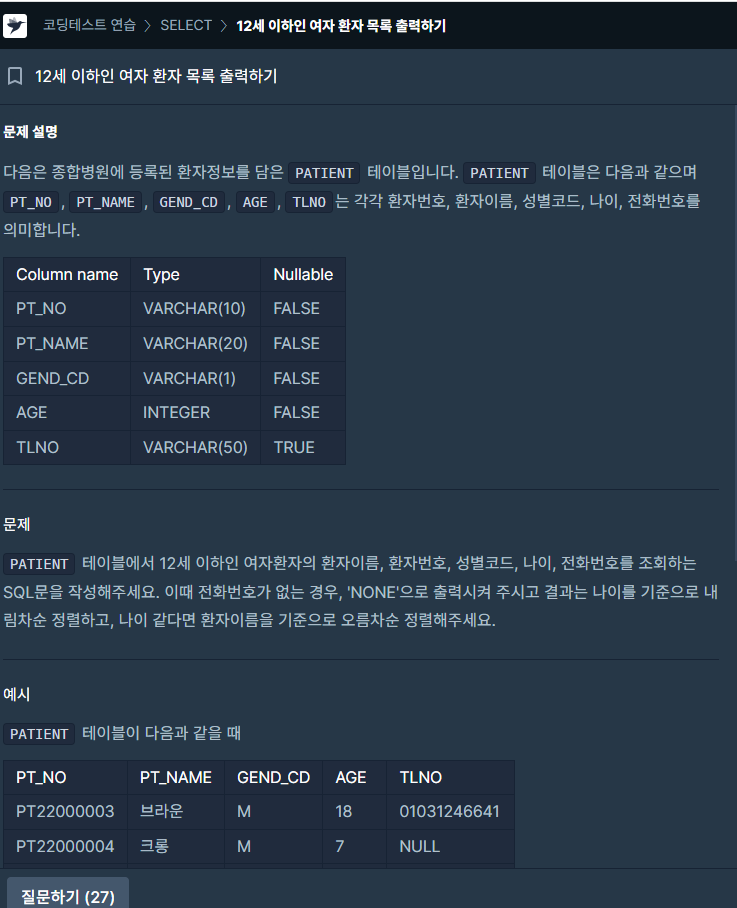 코딩테스트 연습 > SELECT > 12세 이하인 여자 환자 목록 출력하기
12세 이하인 여자 환자 목록 출력하기
문제 설명
다음은 종합병원에 등록된 환자정보를 담은 PATIENT 테이블입니다. PATIENT 테이블은 다음과 같으며
PT_NO, PT_NAME, GEND_CD, AGE, TLNO는 각각 환자번호, 환자이름, 성별코드, 나이, 전화번호를
의미합니다.
Column name Type Nullable
PT_NO VARCHAR(10) FALSE
PT_NAME VARCHAR(20) FALSE
GEND_CD VARCHAR(1) FALSE
AGE INTEGER FALSE
TLNO VARCHAR(50) TRUE
문제
PATIENT 테이블에서 12세 이하인 여자환자의 환자이름, 환자번호, 성별코드, 나이, 전화번호를 조회하는
SQL문을 작성해주세요. 이때 전화번호가 없는 경우, 'NONE'으로 출력시켜 주시고 결과는 나이를 기준으로 내
림차순 정렬하고, 나이 같다면 환자이름을 기준으로 오름차순 정렬해주세요.
예시
PATIENT 테이블이 다음과 같을 때
PT_NO PT_NAME GEND_CD AGE TLNO
PT22000003 브라운 M 18 01031246641
PT22000004 크롱 M 7 NULL
질문하기 (27)